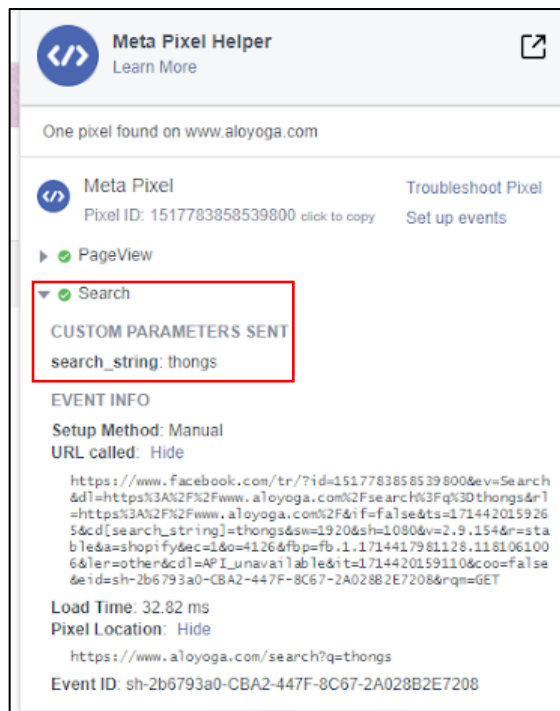 Meta Pixel Helper
Learn More
One pixel found on www.aloyoga.com
Meta Pixel
Troubleshoot Pixel
Pixel ID: 1517783858539800 click to copy
Set up events
PageView
Search
CUSTOM PARAMETERS SENT
search_string: thongs
EVENT INFO
Setup Method: Manual
URL called: Hide
https://www.facebook.com/tr/?id=1517783858539800&ev=Search
&dl=https%3A%2F%2Fwww.aloyoga.com%2Fsearch%3Fq%3Dthongs&rl
=https%3A%2F%2Fwww.aloyoga.com%2F&if=false&ts=171442015926
5&cd[search_string]=thongs&sw=1920&sh=1080&v=2.9.154&r=sta
ble&a=shopify&ec=1&o=4126&fbp=fb.1.1714417981128.118106100
6&ler=other&cdl=API_unavailable&it=1714420159110&coo=false
&eid=sh-2b6793a0-CBA2-447F-8C67-2A028B2E7208&rqm=GET
Load Time: 32.82 ms
Pixel Location: Hide
https://www.aloyoga.com/search?q=thongs
Event ID: sh-2b6793a0-CBA2-447F-8C67-2A028B2E7208